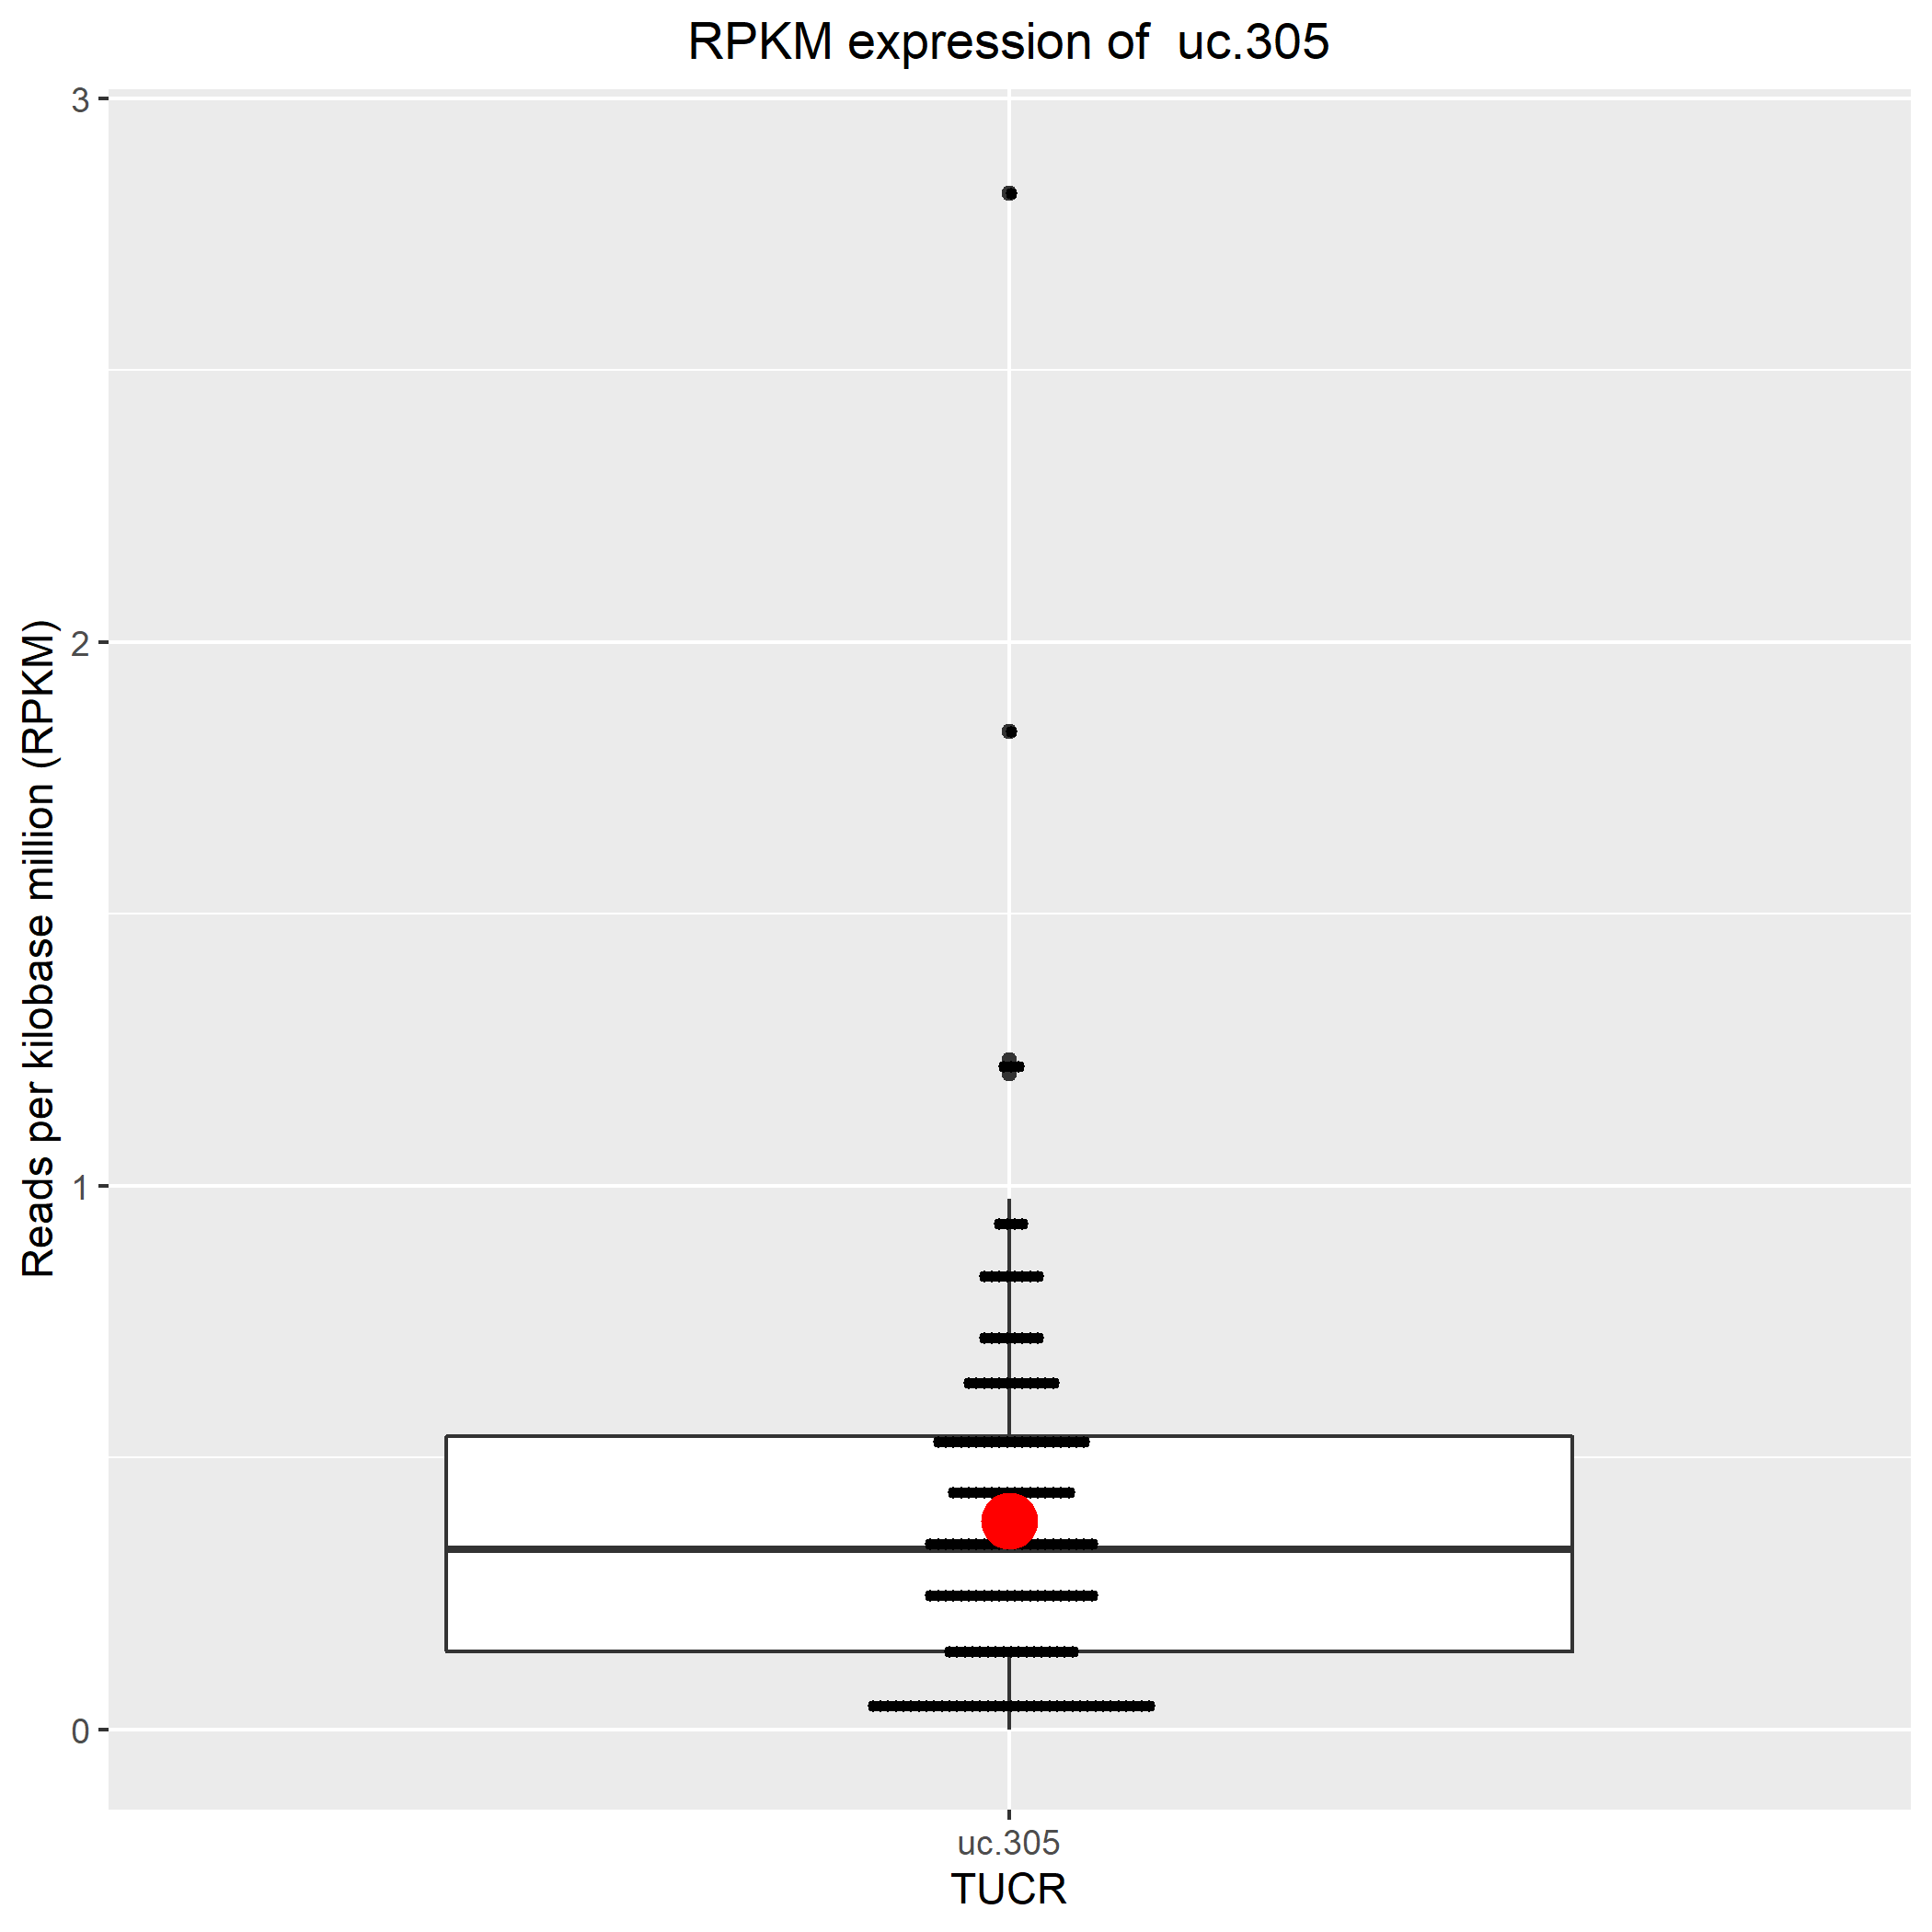 RPKM expression of  uc.305
Reads per kilobase million (RPKM)
3
2
1
0
uc.305
TUCR